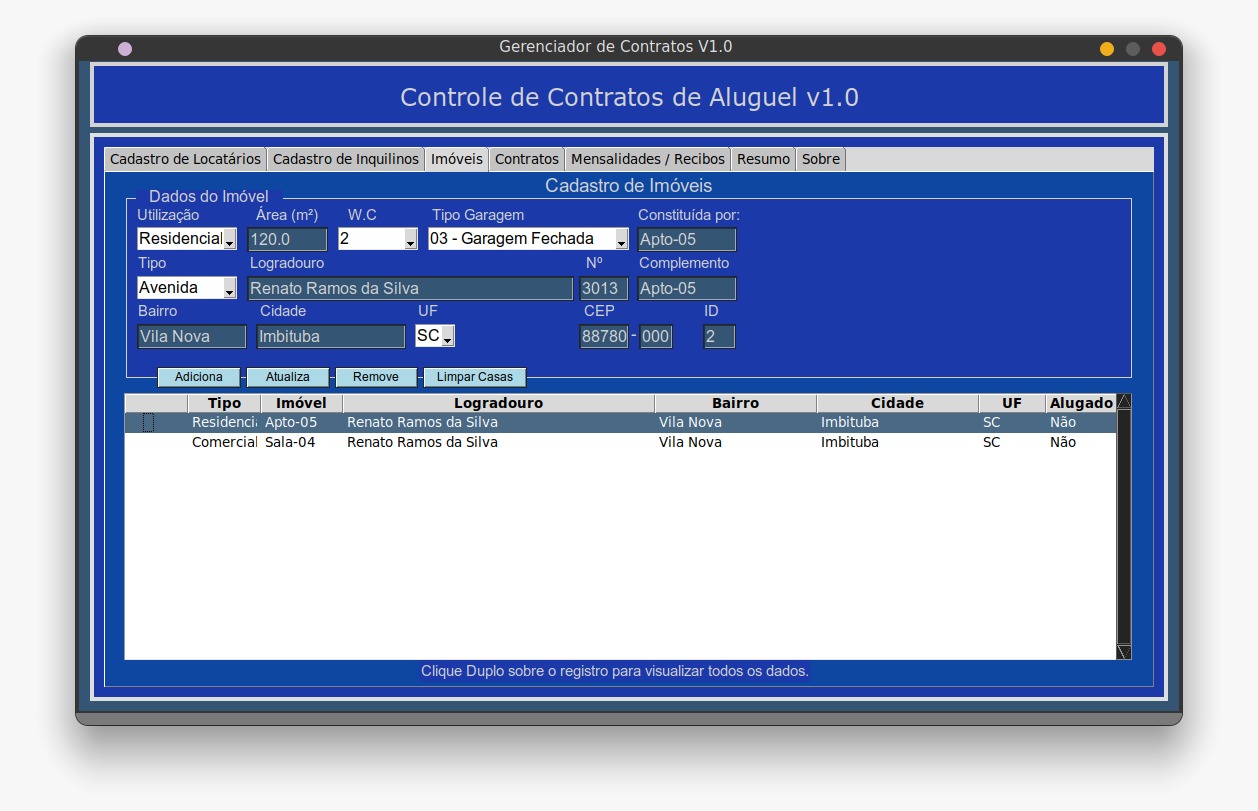 Gerenciador de Contratos V1.0
Controle de Contratos de Aluguel v1.0
Cadastro de Locatários Cadastro de Inquilinos Imóveis Contratos Mensalidades / Recibos Resumo Sobre
Cadastro de Imóveis
Dados do Imóvel
Utilização Área (m²) W.C Tipo Garagem Constituída por:
Residencial 120.0 2 03 - Garagem Fechada Apto-05
Tipo Logradouro Nº Complemento
Avenida Renato Ramos da Silva 3013 Apto-05
Bairro Cidade UF CEP ID
Vila Nova Imbituba SC 88780 - 000 2
Adiciona Atualiza Remove Limpar Casas
Tipo Imóvel Logradouro Bairro Cidade UF Alugado
Residenci Apto-05 Renato Ramos da Silva Vila Nova Imbituba SC Não
Comercial Sala-04 Renato Ramos da Silva Vila Nova Imbituba SC Não
Clique Duplo sobre o registro para visualizar todos os dados.